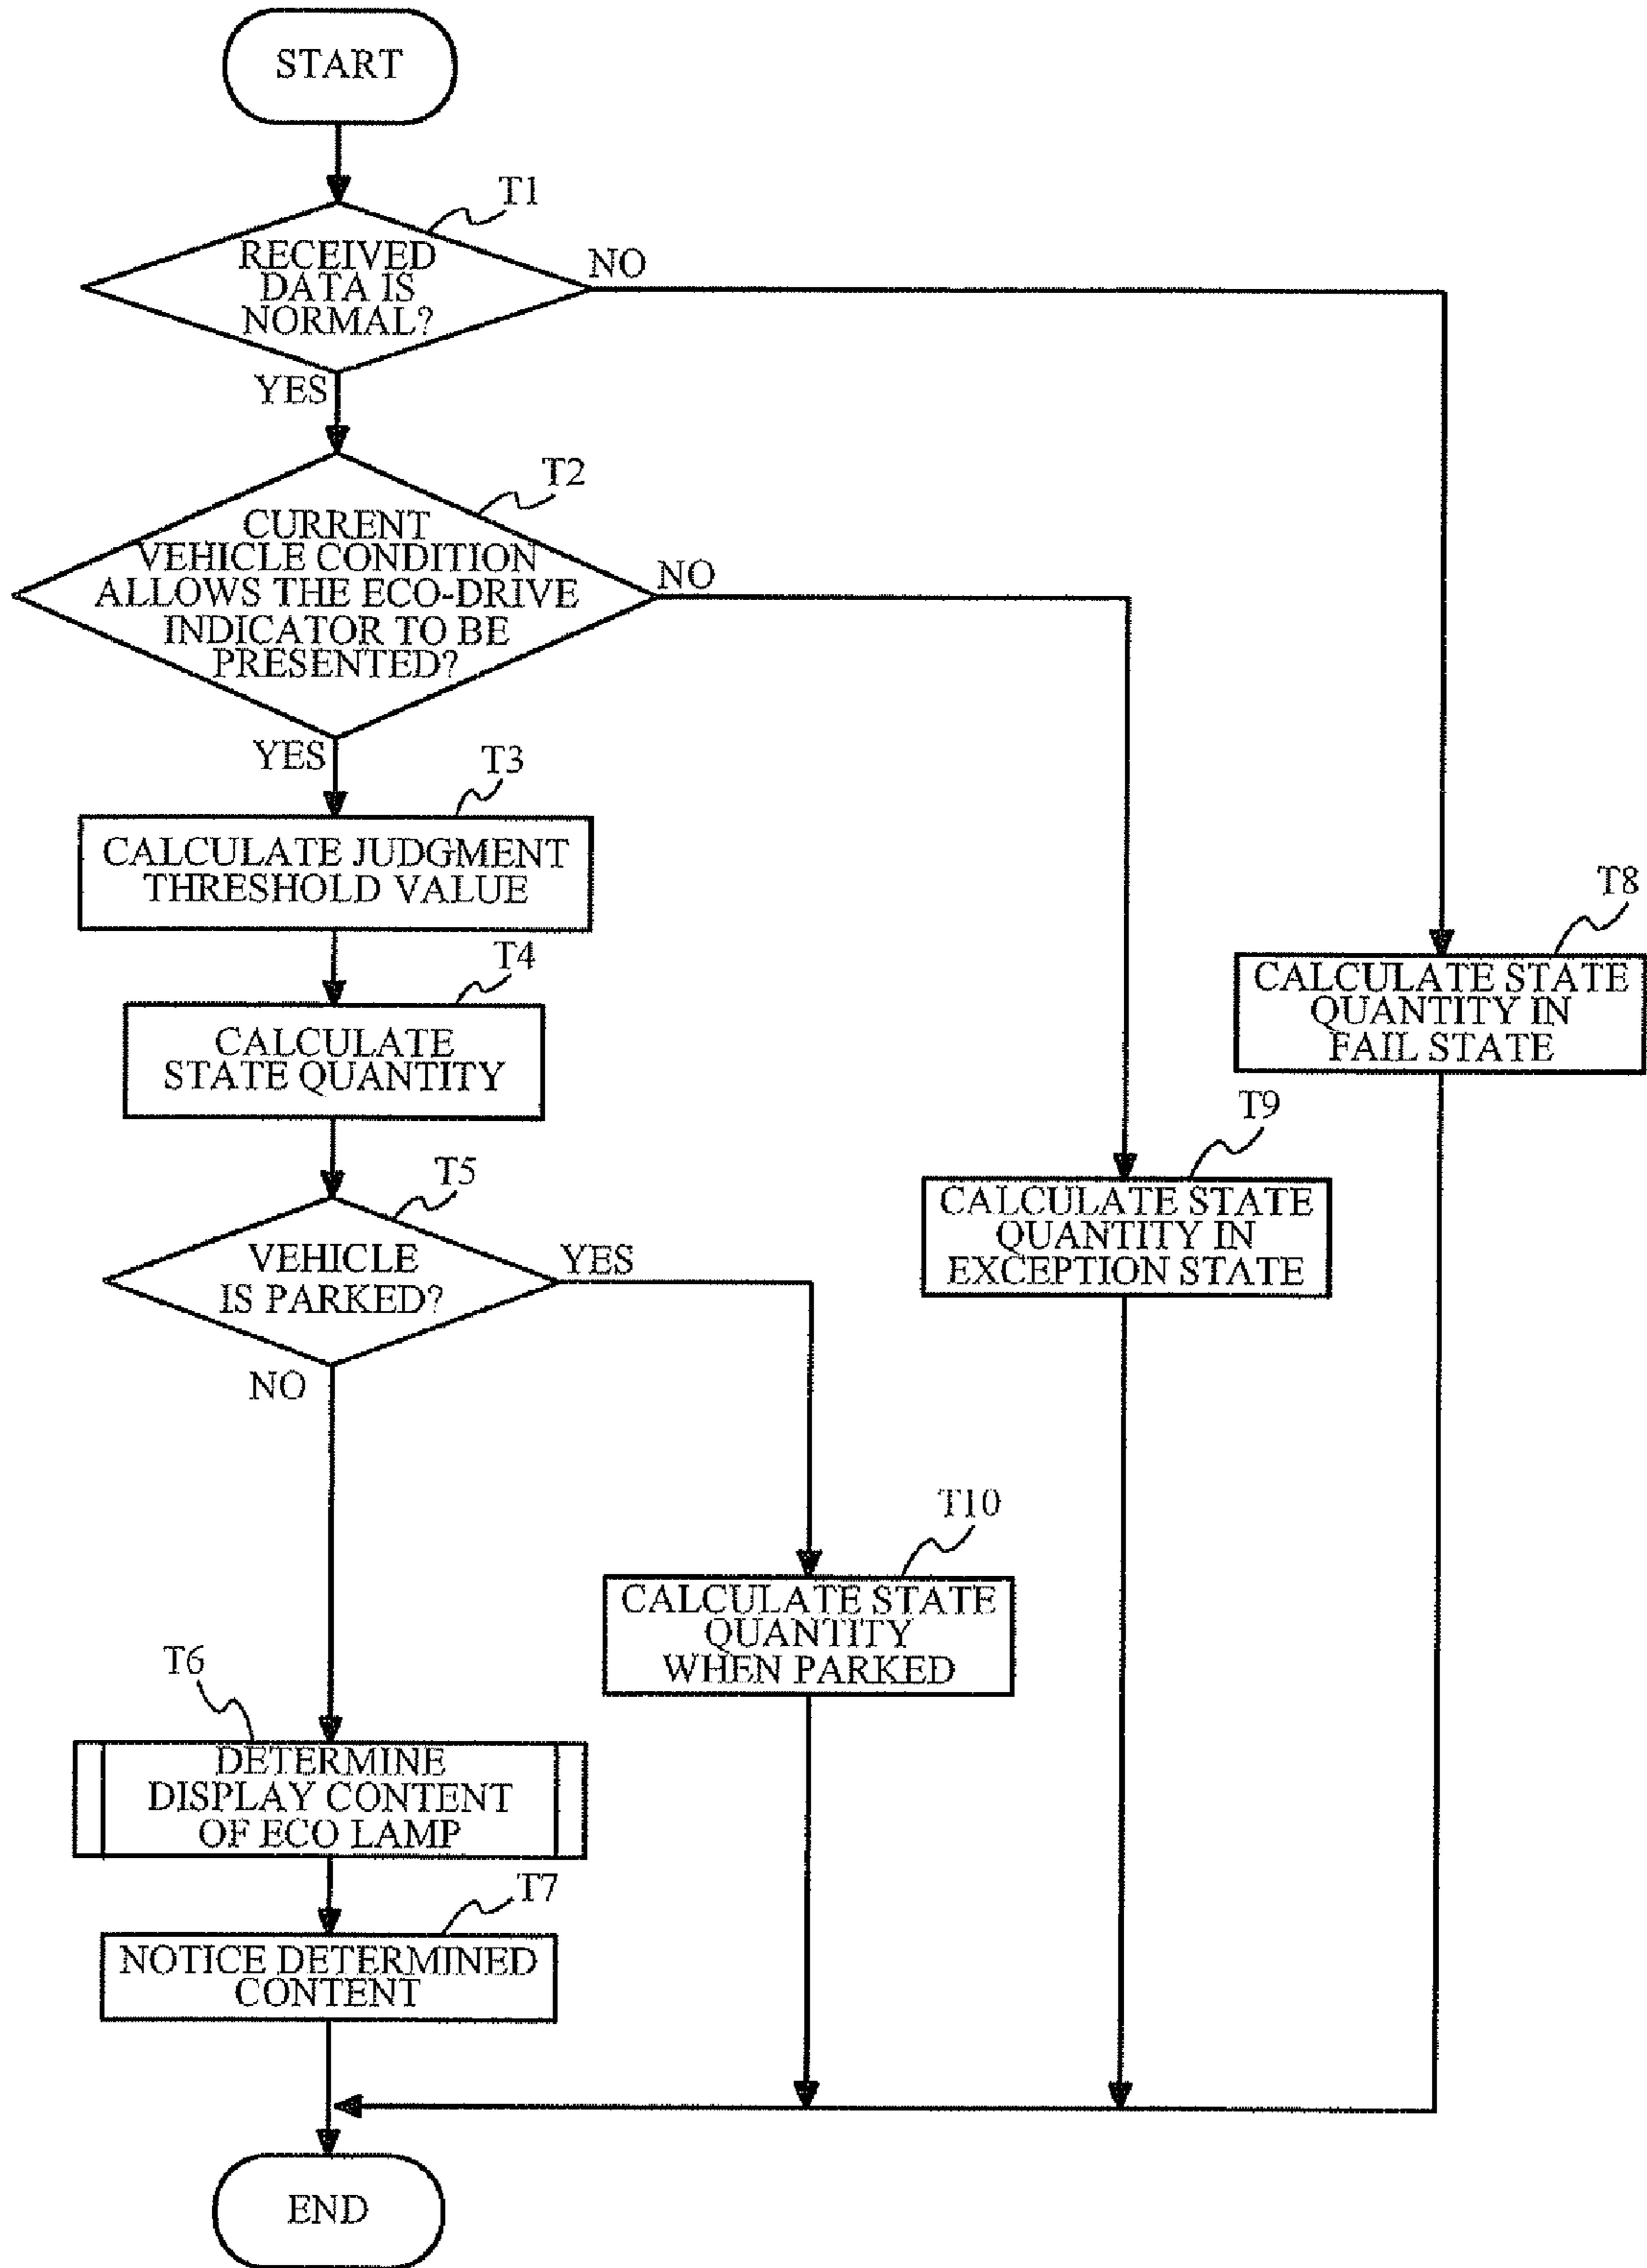 START
T1
RECEIVED
DATA IS
NORMAL?
NO
YES
T2
CURRENT
VEHICLE CONDITION
ALLOWS THE ECO-DRIVE
INDICATOR TO BE
PRESENTED?
NO
YES
T3
CALCULATE JUDGMENT
THRESHOLD VALUE
T4
CALCULATE
STATE QUANTITY
T8
CALCULATE STATE
QUANTITY IN
FAIL STATE
T9
CALCULATE STATE
QUANTITY IN
EXCEPTION STATE
T5
VEHICLE
IS PARKED?
YES
NO
T10
CALCULATE STATE
QUANTITY
WHEN PARKED
T6
DETERMINE
DISPLAY CONTENT
OF ECO LAMP
T7
NOTICE DETERMINED
CONTENT
END